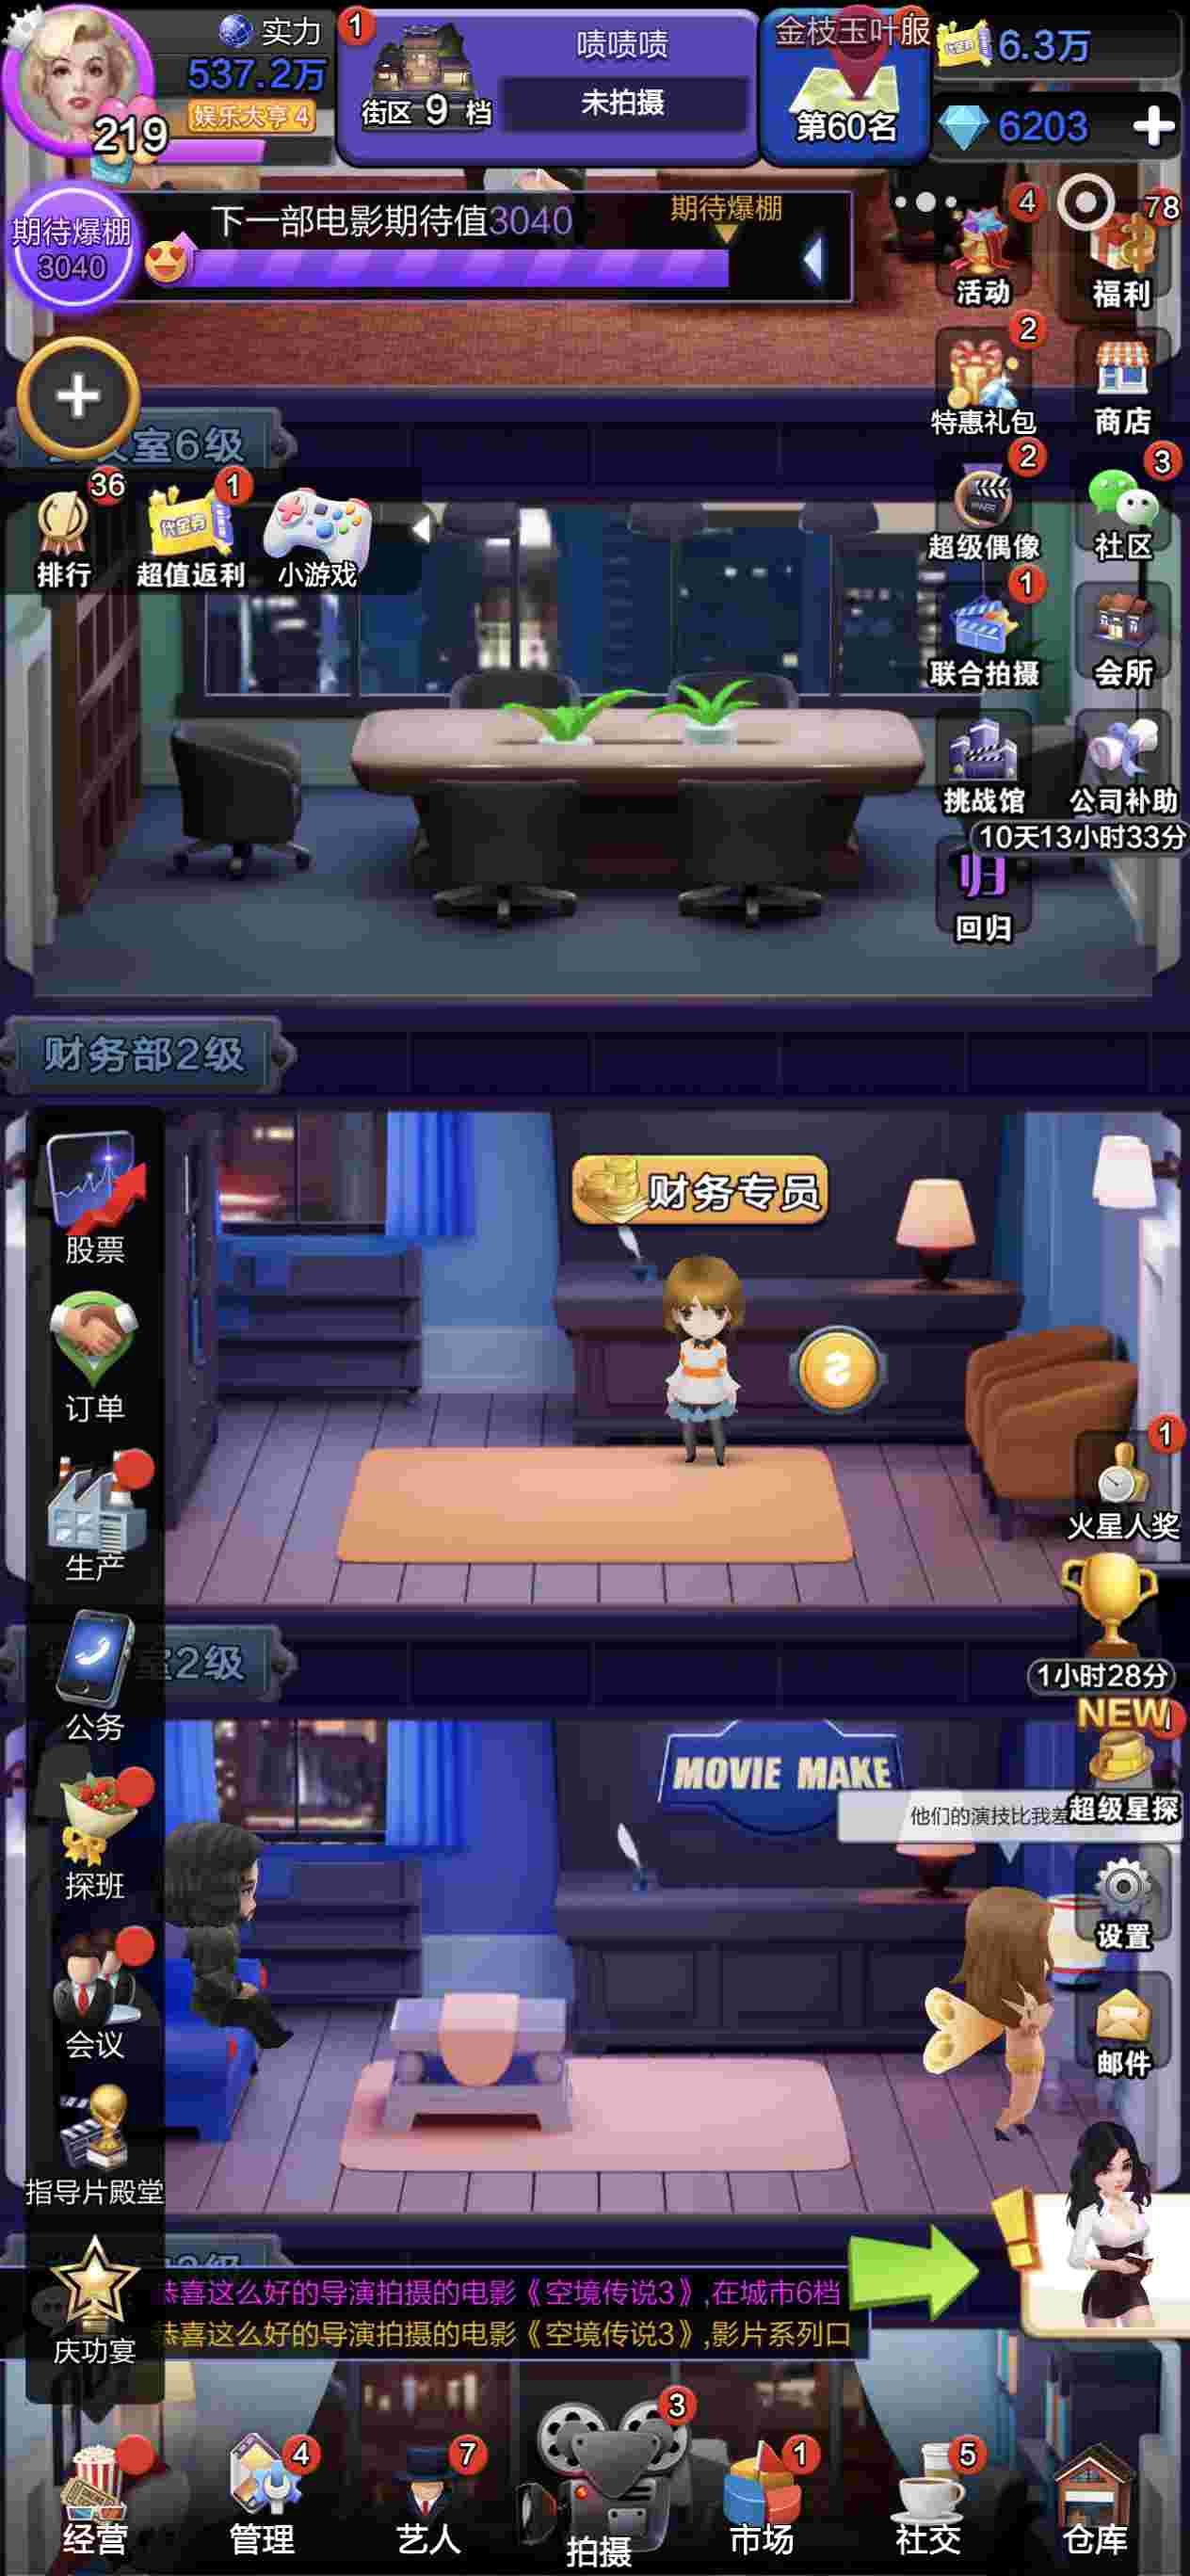 实力
537.2万
娱乐大亨 4
219
1
街区 9 档
啧啧啧
未拍摄
金枝玉叶服
第60名
代金券
6.3万
6203
期待爆棚
3040
下一部电影期待值3040
期待爆棚
4
活动
78
福利
2
特惠礼包
商店
室6级
36
排行
1
代金券
超值返利
小游戏
2
超级偶像
3
社区
1
联合拍摄
会所
挑战馆
公司补助
10天13小时33分
归
回归
财务部2级
股票
财务专员
订单
生产
1
火星人奖
室2级
1小时28分
公务
NEW
MOVIE MAKE
他们的演技比我差
超级星探
探班
设置
会议
邮件
指导片殿堂
恭喜这么好的导演拍摄的电影《空境传说3》,在城市6档
恭喜这么好的导演拍摄的电影《空境传说3》,影片系列口
庆功宴
经营
4
管理
7
艺人
3
拍摄
1
市场
5
社交
仓库